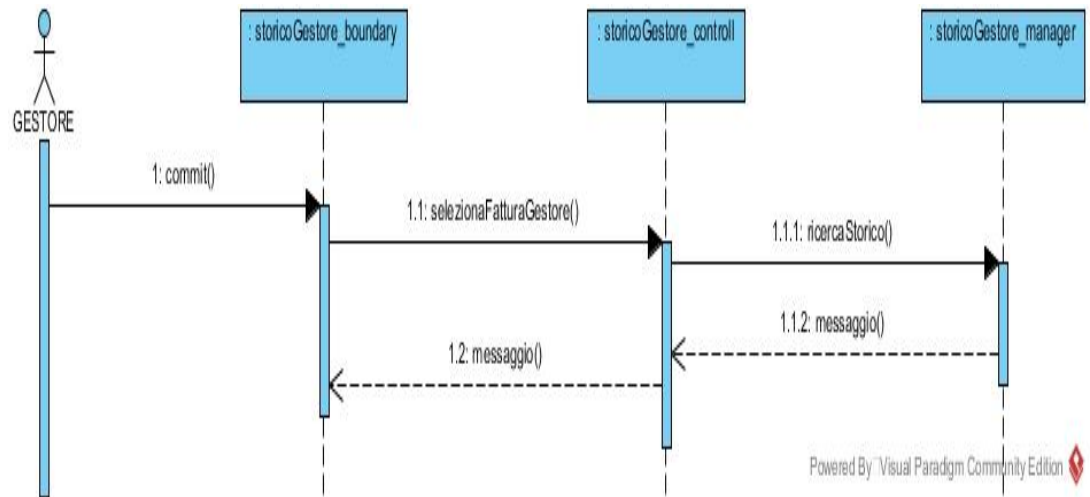 : storicoGestore_boundary
: storicoGestore_controll
: storicoGestore_manager
GESTORE
1: commit()
1.1: selezionaFatturaGestore()
1.1.1: ricercaStorico()
1.1.2: messaggio()
1.2: messaggio()
Powered By Visual Paradigm Community Edition